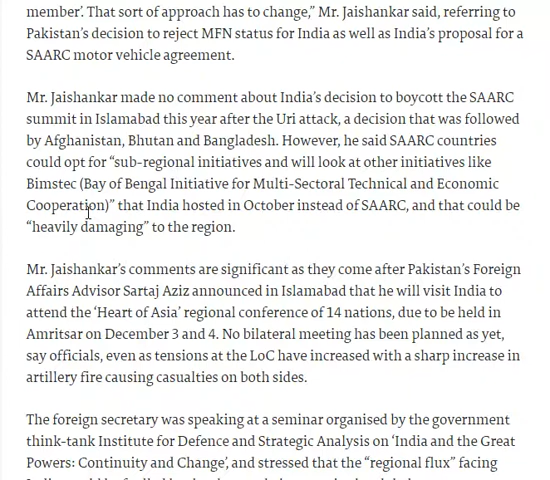 member'. That sort of approach has to change,” Mr. Jaishankar said, referring to
Pakistan's decision to reject MFN status for India as well as India's proposal for a
SAARC motor vehicle agreement.
Mr. Jaishankar made no comment about India's decision to boycott the SAARC
summit in Islamabad this year after the Uri attack, a decision that was followed
by Afghanistan, Bhutan and Bangladesh. However, he said SAARC countries
could opt for “sub-regional initiatives and will look at other initiatives like
Bimstec (Bay of Bengal Initiative for Multi-Sectoral Technical and Economic
Cooperation)” that India hosted in October instead of SAARC, and that could be
“heavily damaging” to the region.
Mr. Jaishankar's comments are significant as they come after Pakistan's Foreign
Affairs Advisor Sartaj Aziz announced in Islamabad that he will visit India to
attend the ‘Heart of Asia’ regional conference of 14 nations, due to be held in
Amritsar on December 3 and 4. No bilateral meeting has been planned as yet,
say officials, even as tensions at the LoC have increased with a sharp increase in
artillery fire causing casualties on both sides.
The foreign secretary was speaking at a seminar organised by the government
think-tank Institute for Defence and Strategic Analysis on ‘India and the Great
Powers: Continuity and Change’, and stressed that the “regional flux” facing